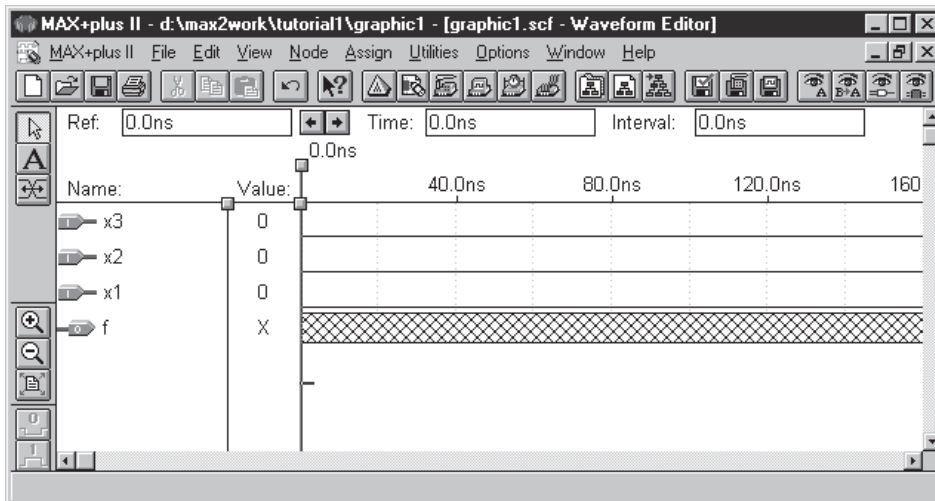 MAX+plus II - d:\max2work\tutorial1\graphic1 - [graphic1.scf - Waveform Editor]
MAX+plus II File Edit View Node Assign Utilities Options Window Help
A B+A
Ref: 0.0ns Time: 0.0ns Interval: 0.0ns
A
0.0ns
Name: Value: 40.0ns 80.0ns 120.0ns 160
x3 0
x2 0
x1 0
f X
0
1